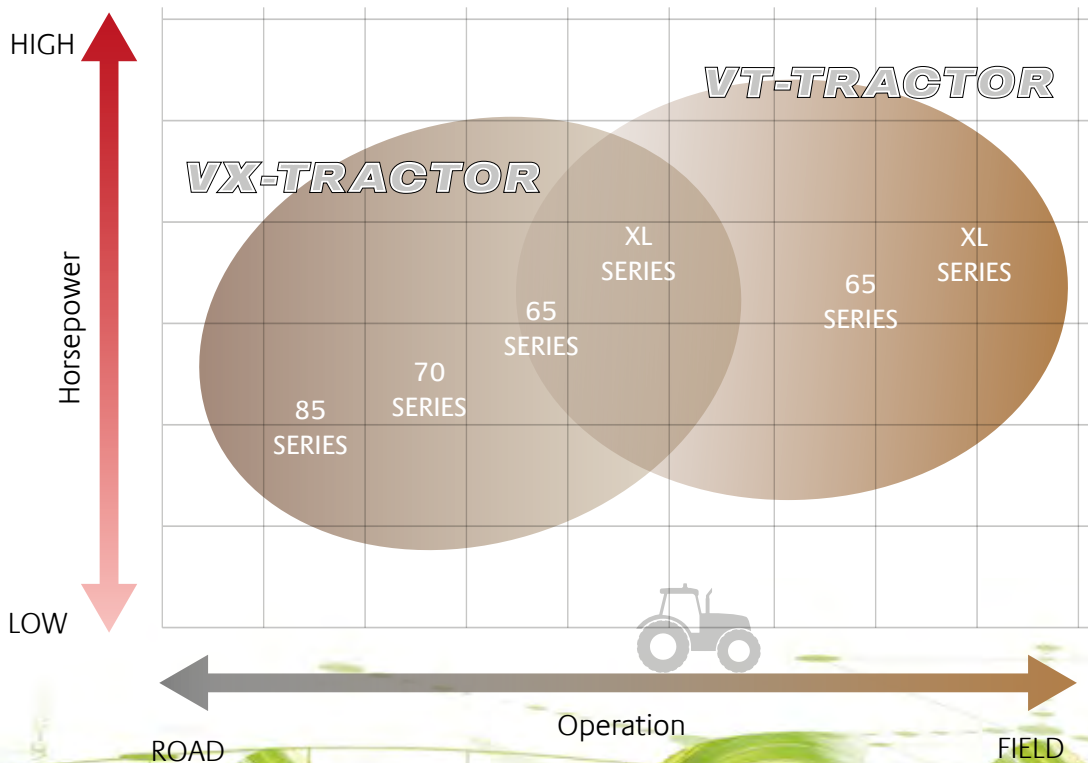 HIGH
VT-TRACTOR
VX-TRACTOR
XL
SERIES
XL
SERIES
65
SERIES
65
SERIES
70
SERIES
85
SERIES
Horsepower
LOW
Operation
ROAD
FIELD